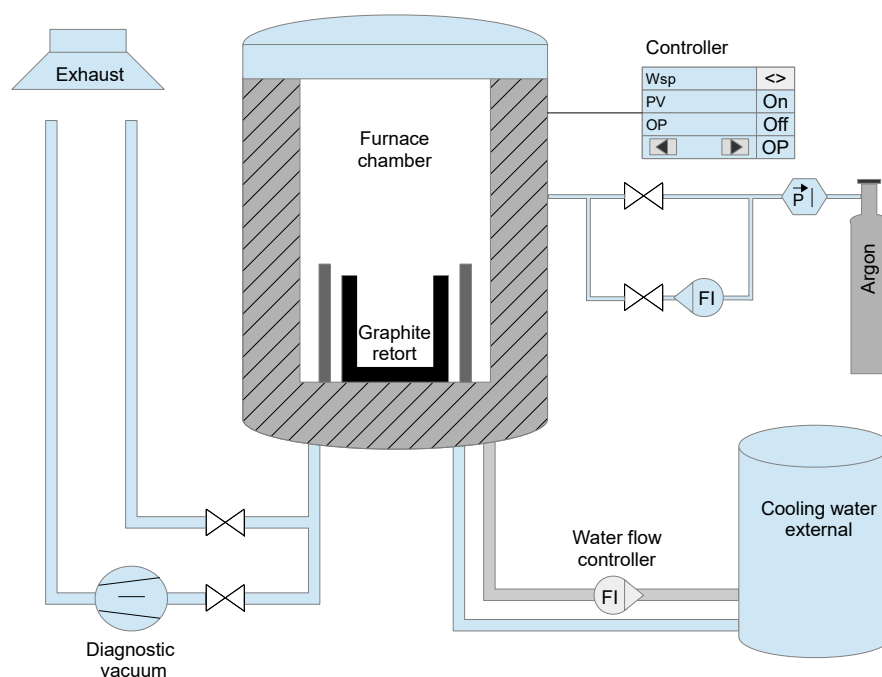 Exhaust
Controller
Wsp <>
PV On
OP Off
OP
Furnace
chamber
P
Argon
FI
Graphite
retort
Cooling water
external
Water flow
controller
FI
Diagnostic
vacuum